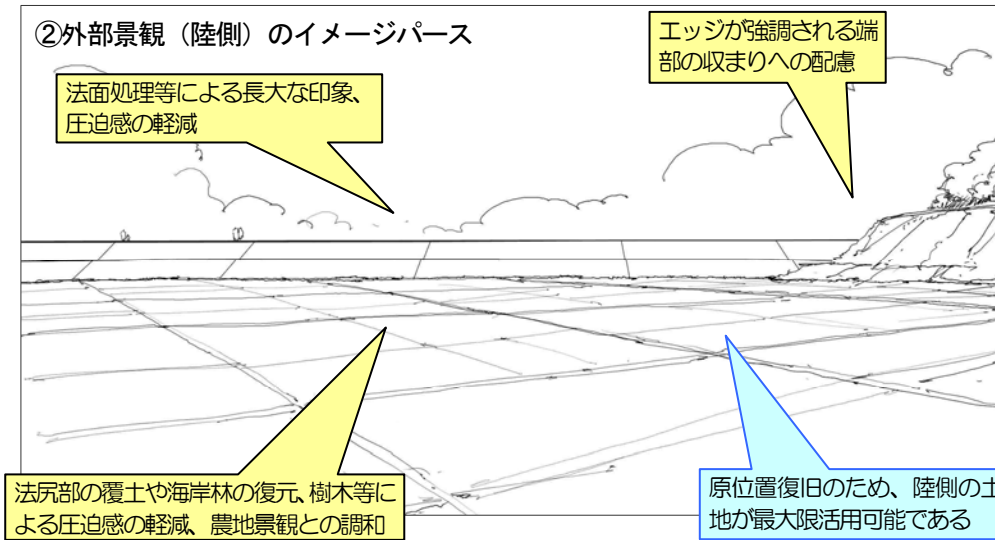 ②外部景観（陸側）のイメージパース
エッジが強調される端
部の収まりへの配慮
法面処理等による長大な印象、
圧迫感の軽減
法尻部の覆土や海岸林の復元、樹木等に
よる圧迫感の軽減、農地景観との調和
原位置復旧のため、陸側の土
地が最大限活用可能である